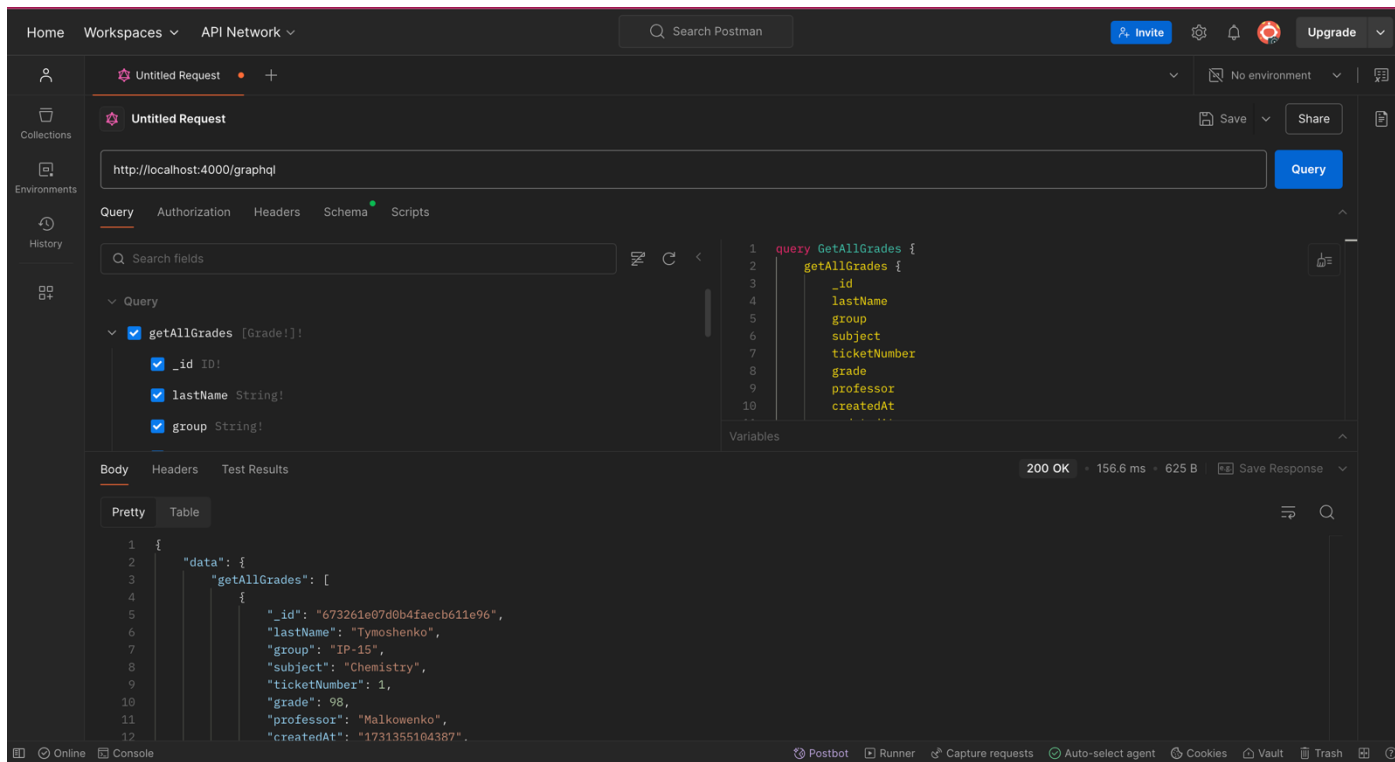 Home Workspaces API Network Search Postman Invite Upgrade
Untitled Request No environment
Untitled Request Save Share
Collections
http://localhost:4000/graphql Query
Environments
Query Authorization Headers Schema Scripts
History
Search fields
Query
getAllGrades [Grade!]!
_id ID!
lastName String!
group String!
1 query GetAllGrades {
2 getAllGrades {
3 _id
4 lastName
5 group
6 subject
7 ticketNumber
8 grade
9 professor
10 createdAt
Variables
Body Headers Test Results 200 OK 156.6 ms 625 B Save Response
Pretty Table
1 {
2 "data": {
3 "getAllGrades": [
4 {
5 "_id": "673261e07d0b4faecb611e96",
6 "lastName": "Tymoshenko",
7 "group": "IP-15",
8 "subject": "Chemistry",
9 "ticketNumber": 1,
10 "grade": 98,
11 "professor": "Malkowenko",
12 "createdAt": "1731355104387",
Online Console Postbot Runner Capture requests Auto-select agent Cookies Vault Trash